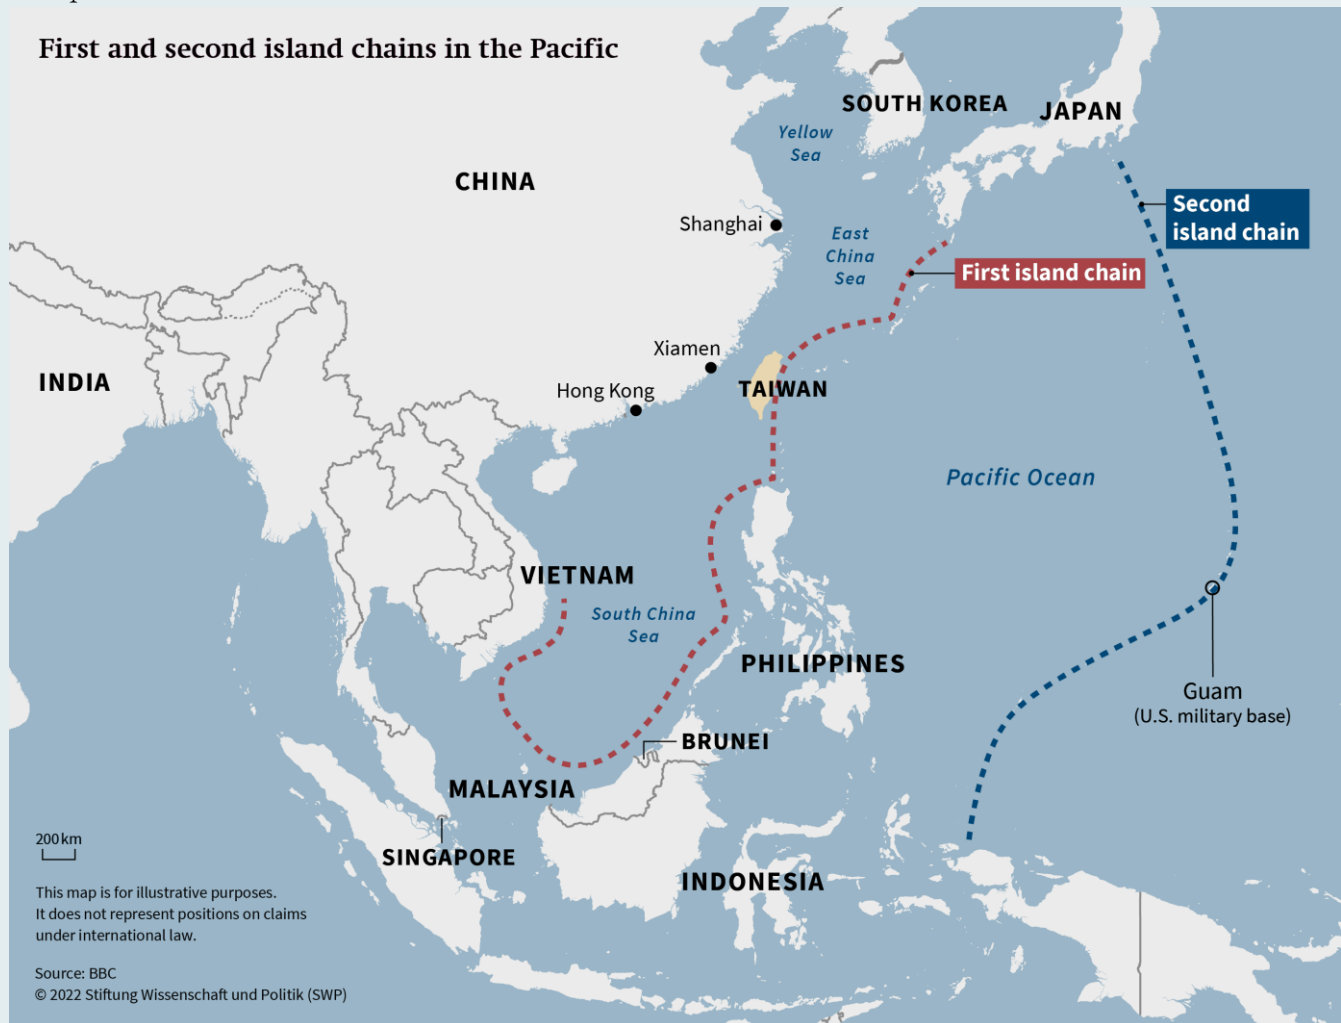 First and second island chains in the Pacific
SOUTH KOREA
JAPAN
Yellow
Sea
CHINA
Second
island chain
Shanghai
East
China
Sea
First island chain
Xiamen
INDIA
TAIWAN
Hong Kong
Pacific Ocean
VIETNAM
South China
Sea
PHILIPPINES
Guam
(U.S. military base)
BRUNEI
MALAYSIA
200 km
SINGAPORE
INDONESIA
This map is for illustrative purposes.
It does not represent positions on claims
under international law.
Source: BBC
© 2022 Stiftung Wissenschaft und Politik (SWP)